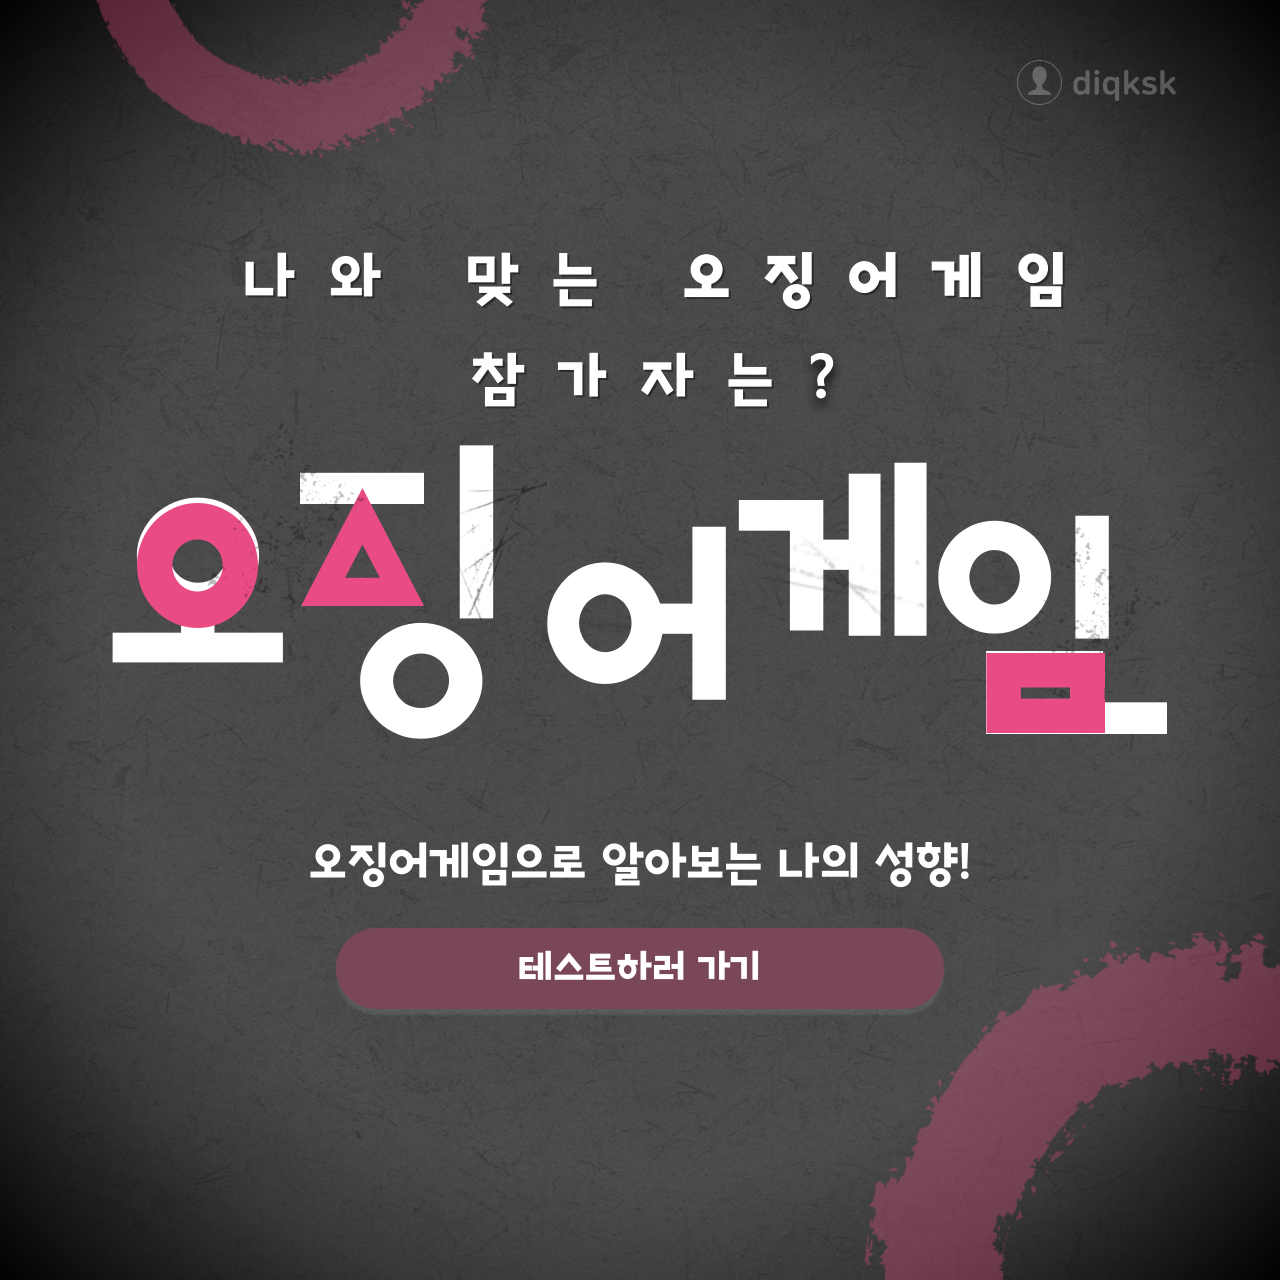 diqksk
나와 맞는 오징어게임
참가자는?
오징어게임
오징어게임으로 알아보는 나의 성향!
테스트하러 가기